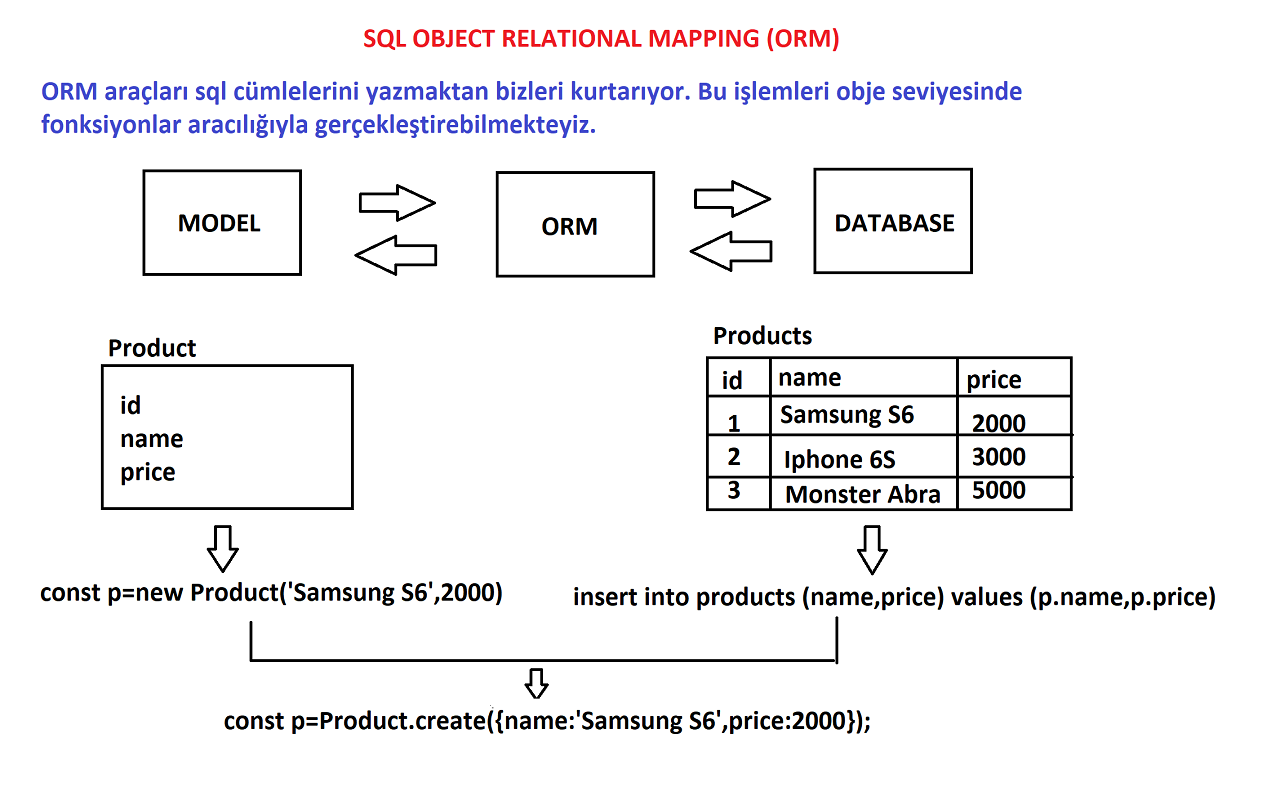 SQL OBJECT RELATIONAL MAPPING (ORM)
ORM araçları sql cümlelerini yazmaktan bizleri kurtarıyor. Bu işlemleri obje seviyesinde
fonksiyonlar aracılığıyla gerçekleştirebilmekteyiz.
MODEL
ORM
DATABASE
Product
id
name
price
Products
id name price
1 Samsung S6 2000
2 Iphone 6S 3000
3 Monster Abra 5000
const p=new Product('Samsung S6',2000)
insert into products (name,price) values (p.name,p.price)
const p=Product.create({name:'Samsung S6',price:2000});